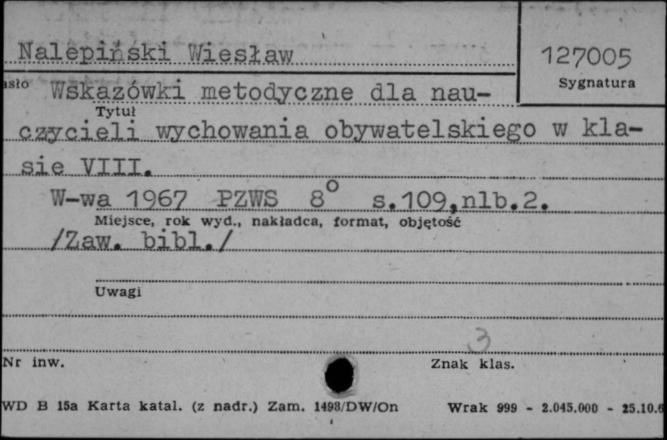 Nalepiński Wiesław
127005
asło
Sygnatura
Wskazówki metodyczne dla nau-
Tytuł
czycieli wychowania obywatelskiego w kla-
sie VIII.
W-wa 1967 PZWS 8° s.109,nlb.2.
Miejsce, rok wyd., nakładca, format, objętość
/Zaw. bibl./
Uwagi
3
Nr inw.
Znak klas.
WD B 15a Karta katal. (z nadr.) Zam. 1498/DW/On Wrak 999 - 2.045.000 - 25.10.6